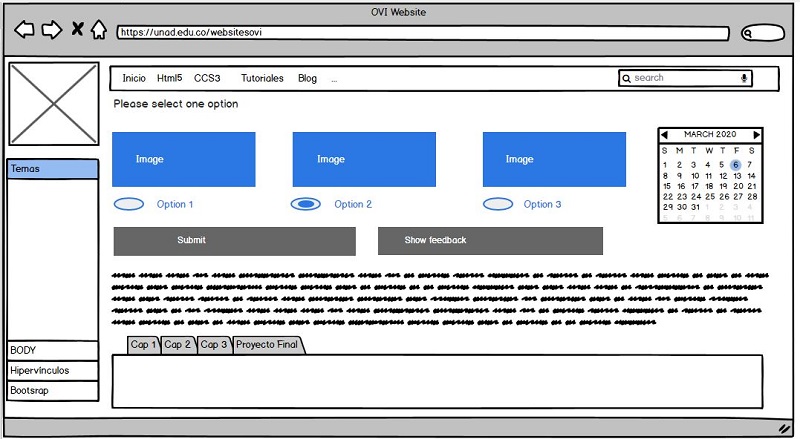 OVI Website
https://unad.edu.co/websitesovi
Inicio Html5 CCS3 Tutoriales Blog ...
search
Please select one option
Temas
Image Image Image
Option 1 Option 2 Option 3
Submit Show feedback
MARCH 2020
S M T W T F S
1 2 3 4 5 6 7
8 9 10 11 12 13 14
15 16 17 18 19 20 21
22 23 24 25 26 27 28
29 30 31 1 2 3 4
5 6 7 8 9 10 11
Cap 1 Cap 2 Cap 3 Proyecto Final
BODY
Hipervínculos
Bootsrap